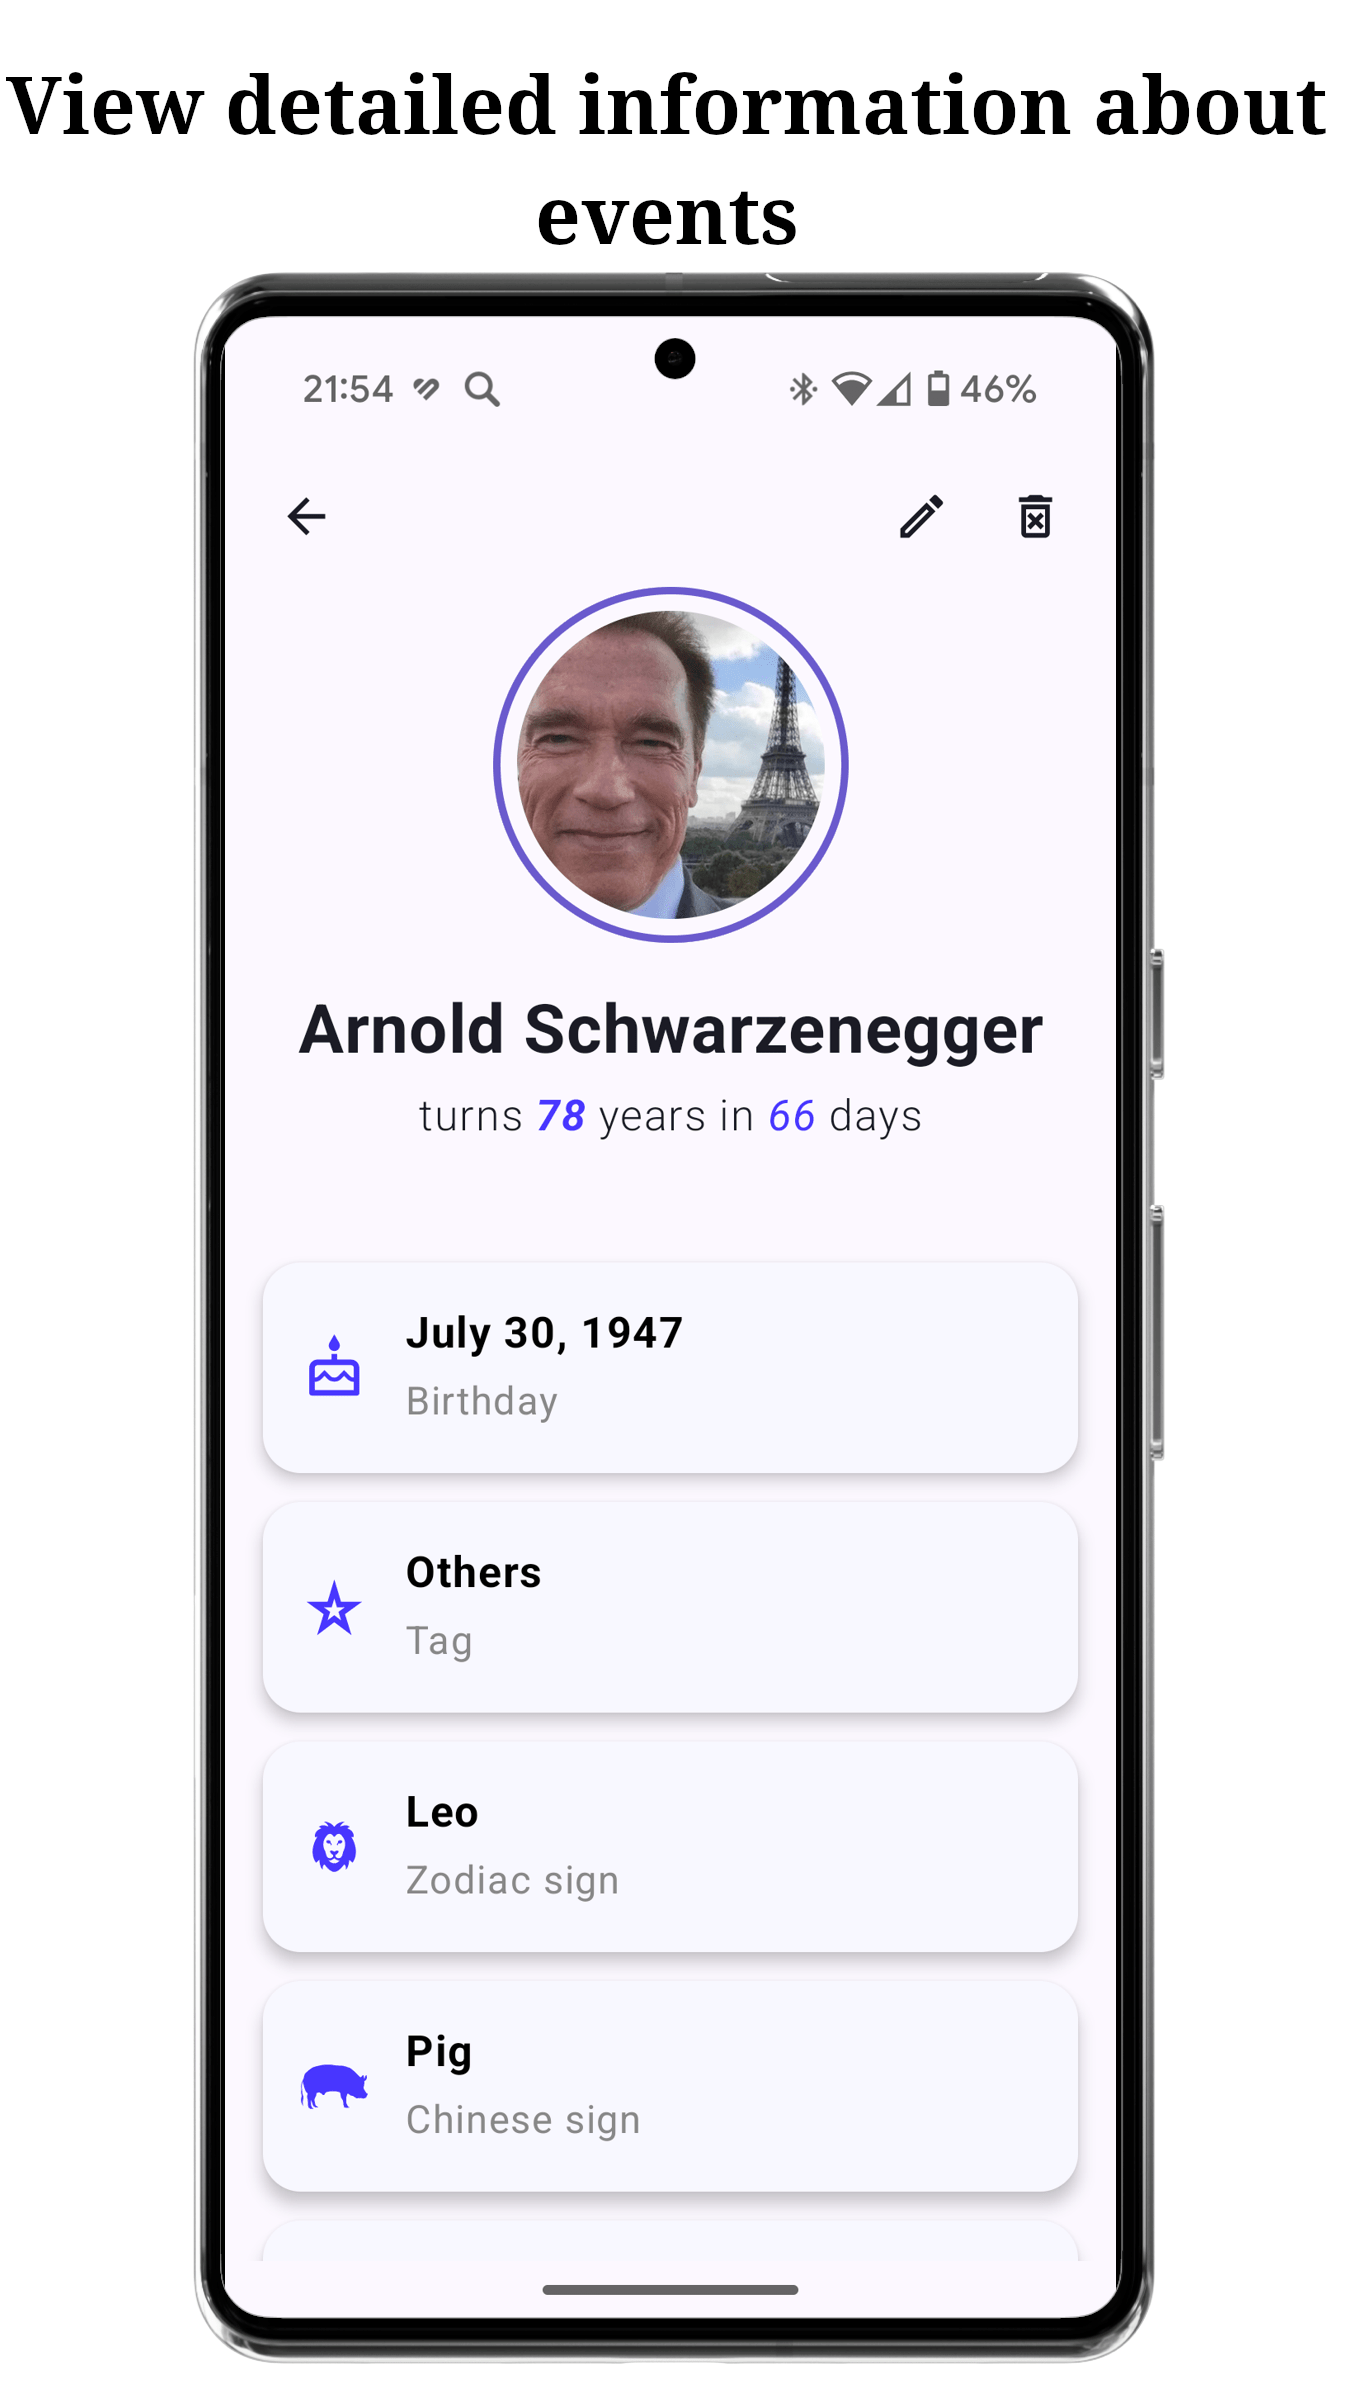 View detailed information about
events
21:54
46%
Arnold Schwarzenegger
turns 78 years in 66 days
July 30, 1947
Birthday
Others
Tag
Leo
Zodiac sign
Pig
Chinese sign